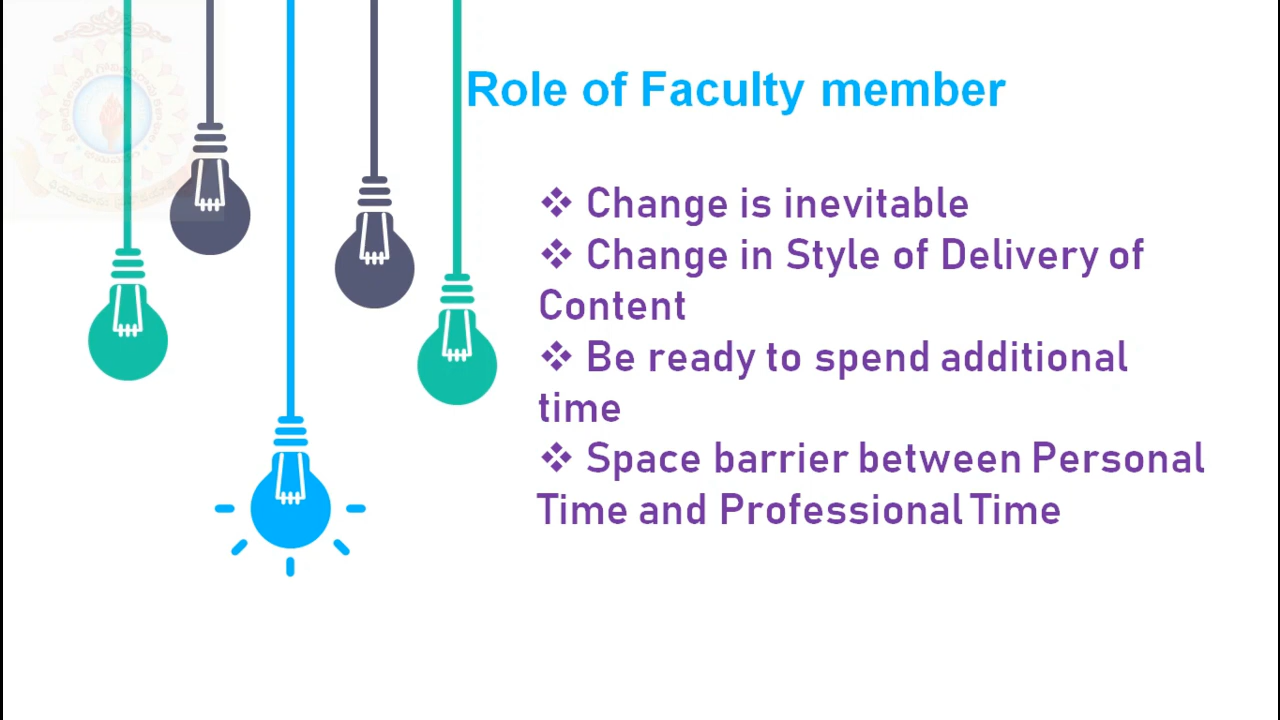 Role of Faculty member
❖ Change is inevitable
❖ Change in Style of Delivery of
Content
❖ Be ready to spend additional
time
❖ Space barrier between Personal
Time and Professional Time